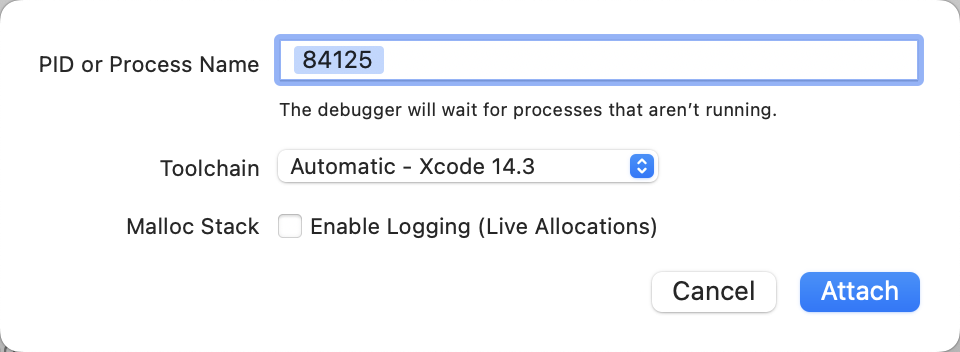 PID or Process Name 84125
The debugger will wait for processes that aren’t running.
Toolchain Automatic - Xcode 14.3
Malloc Stack Enable Logging (Live Allocations)
Cancel Attach